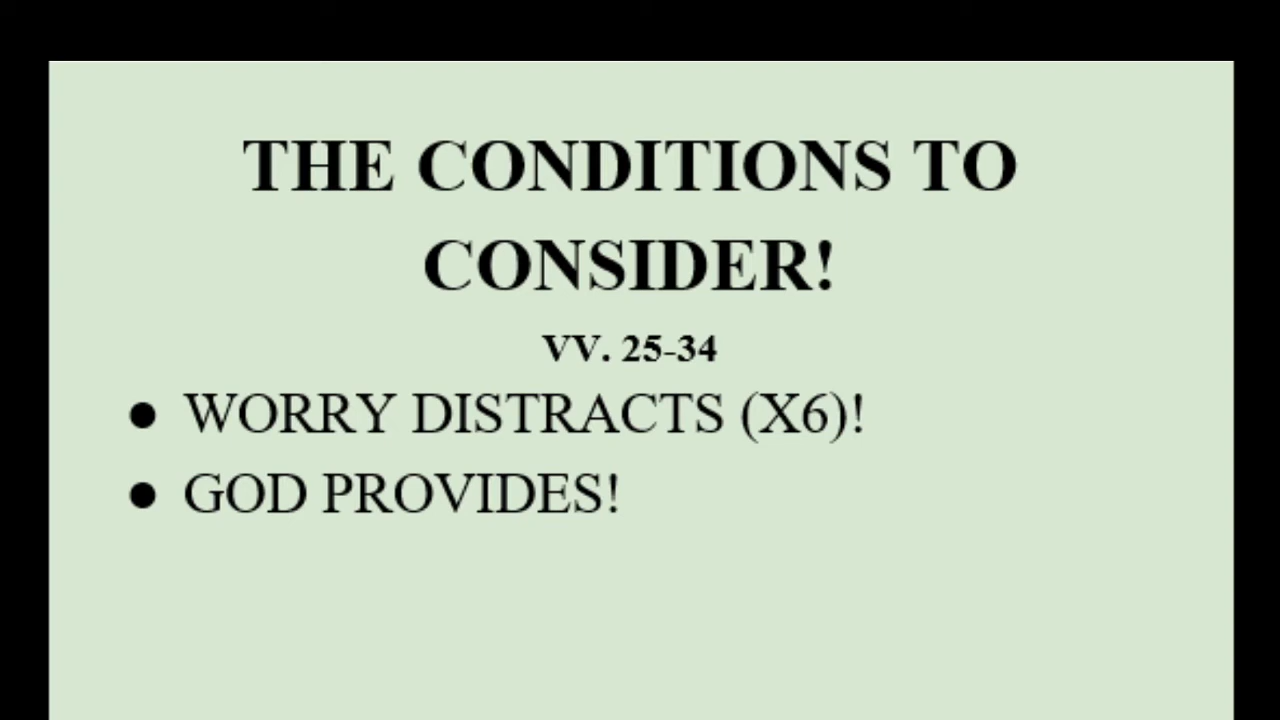 THE CONDITIONS TO
CONSIDER!
VV. 25-34
● WORRY DISTRACTS (X6)!
● GOD PROVIDES!